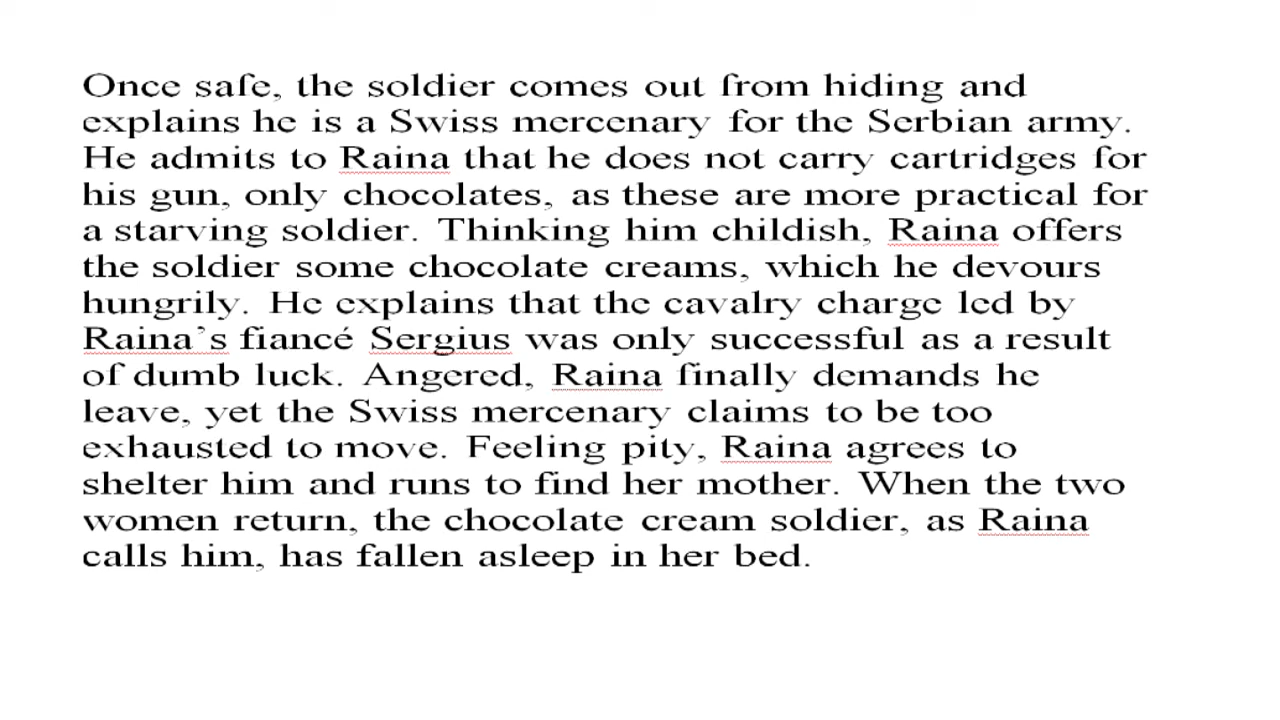 Once safe, the soldier comes out from hiding and
explains he is a Swiss mercenary for the Serbian army.
He admits to Raina that he does not carry cartridges for
his gun, only chocolates, as these are more practical for
a starving soldier. Thinking him childish, Raina offers
the soldier some chocolate creams, which he devours
hungrily. He explains that the cavalry charge led by
Raina’s fiancé Sergius was only successful as a result
of dumb luck. Angered, Raina finally demands he
leave, yet the Swiss mercenary claims to be too
exhausted to move. Feeling pity, Raina agrees to
shelter him and runs to find her mother. When the two
women return, the chocolate cream soldier, as Raina
calls him, has fallen asleep in her bed.